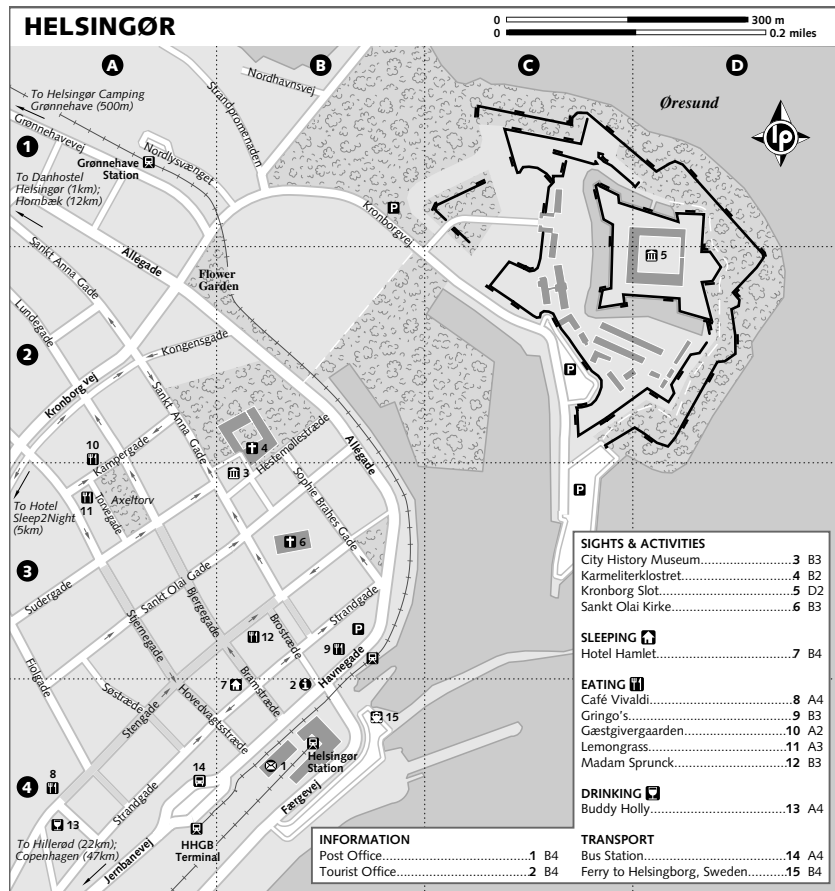 HELSINGØR
0 300 m
0 0.2 miles
A
B
C
D
1
2
3
4
To Helsingør Camping
Grønnehave (500m)
Grønnehavevej
Grønnehave
Station
Nordlysvænget
Nordhavnsvej
Strandpromenaden
To Danhostel
Helsingør (1km);
Hornbæk (12km)
Øresund
lp
P
Kronborgvej
5
Sankt Anna Gade
Allégade
Flower
Garden
Lundegade
Kongensgade
Kronborg vej
Sankt Anna Gade
Allégade
P
10
Kampergade
4
Hestemøllestræde
3
To Hotel
Sleep2Night
(5km)
11
Torvegade
Axeltorv
Sophie Brahes Gade
P
6
Sudergade
Sankt Olai Gade
Stjernegade
Bjergegade
Brostræde
Strandgade
P
12
9
Havnegade
Fiolgade
7
2
Bramstræde
Søstræde
Stengade
Hovedvagtsstræde
15
14
1
Helsingør
Station
8
13
Strandgade
Færgevej
To Hillerød (22km);
Copenhagen (47km)
Jernbanevej
HHGB
Terminal
INFORMATION
Post Office 1 B4
Tourist Office 2 B4
SIGHTS & ACTIVITIES
City History Museum 3 B3
Karmeliterklostret 4 B2
Kronborg Slot 5 D2
Sankt Olai Kirke 6 B3
SLEEPING
Hotel Hamlet 7 B4
EATING
Café Vivaldi 8 A4
Gringo's 9 B3
Gæstgivergaarden 10 A2
Lemongrass 11 A3
Madam Sprunck 12 B3
DRINKING
Buddy Holly 13 A4
TRANSPORT
Bus Station 14 A4
Ferry to Helsingborg, Sweden 15 B4